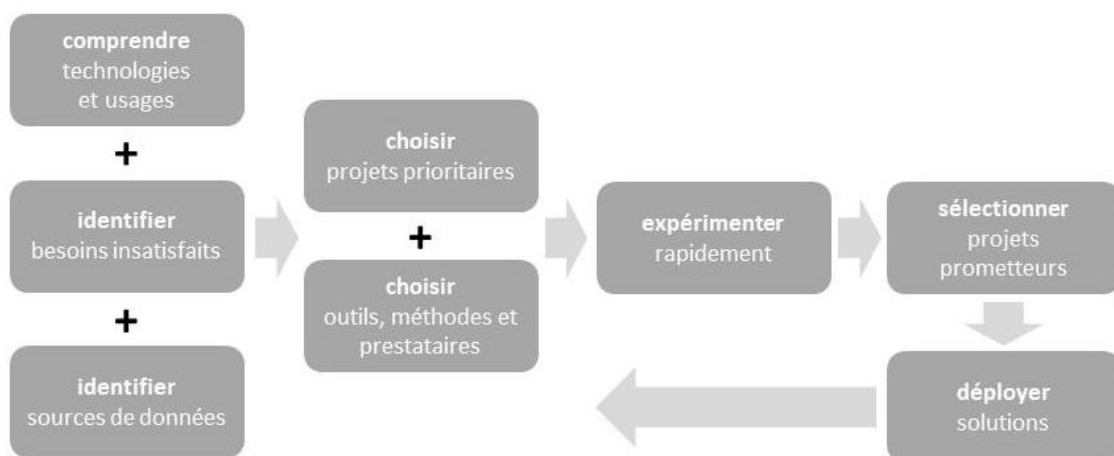 comprendre
technologies
et usages
+
identifier
besoins insatisfaits
+
identifier
sources de données
choisir
projets prioritaires
+
choisir
outils, méthodes et
prestataires
expérimenter
rapidement
sélectionner
projets
prometteurs
déployer
solutions